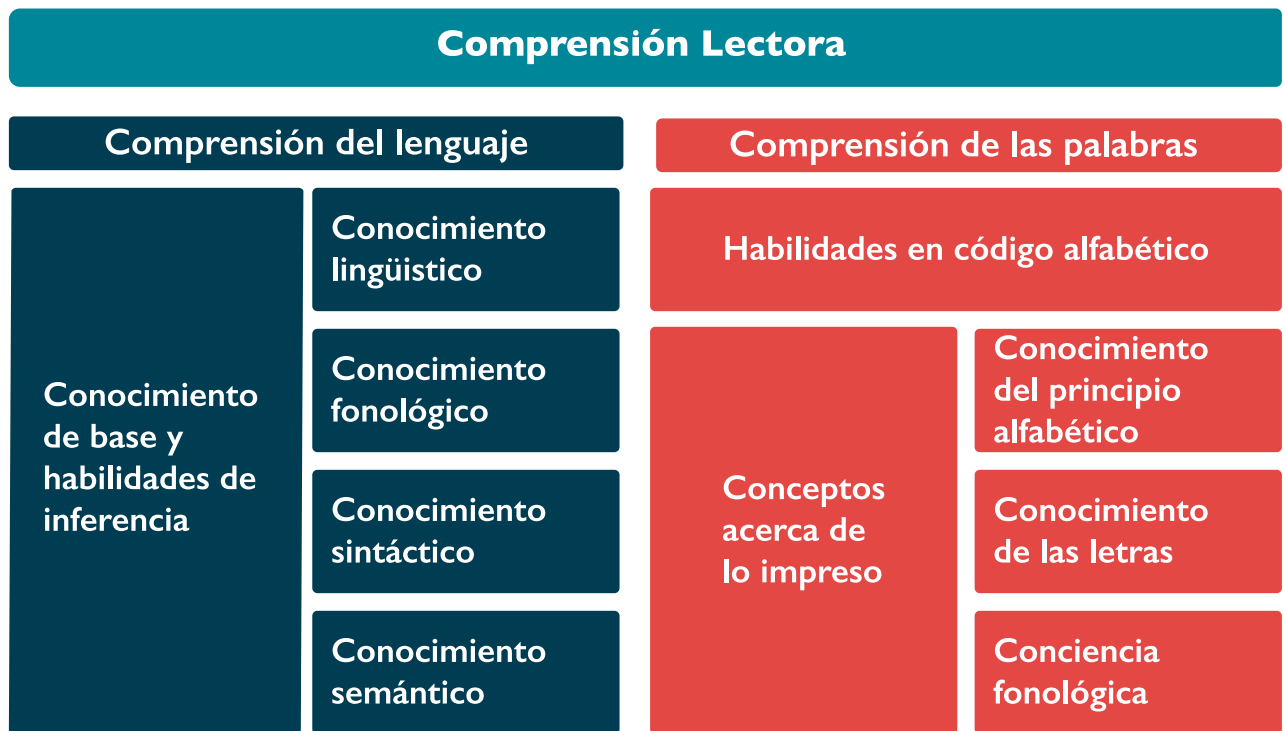 Comprensión Lectora
Comprensión del lenguaje
Conocimiento
de base y
habilidades de
inferencia
Conocimiento
lingüistico
Conocimiento
fonológico
Conocimiento
sintáctico
Conocimiento
semántico
Comprensión de las palabras
Habilidades en código alfabético
Conceptos
acerca de
lo impreso
Conocimiento
del principio
alfabético
Conocimiento
de las letras
Conciencia
fonológica